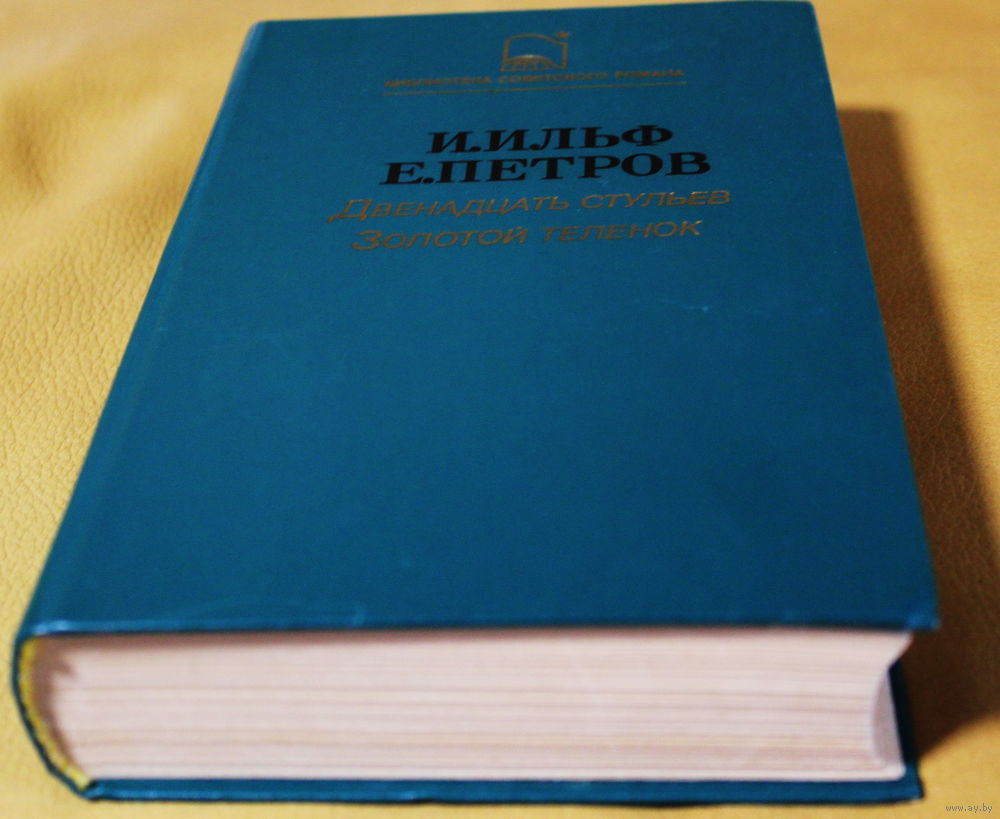 БИБЛИОТЕКА СОВЕТСКОГО РОМАНА
И.ИЛЬФ
Е.ПЕТРОВ
ДВЕНАДЦАТЬ СТУЛЬЕВ
ЗОЛОТОЙ ТЕЛЕНОК
www.ay.by